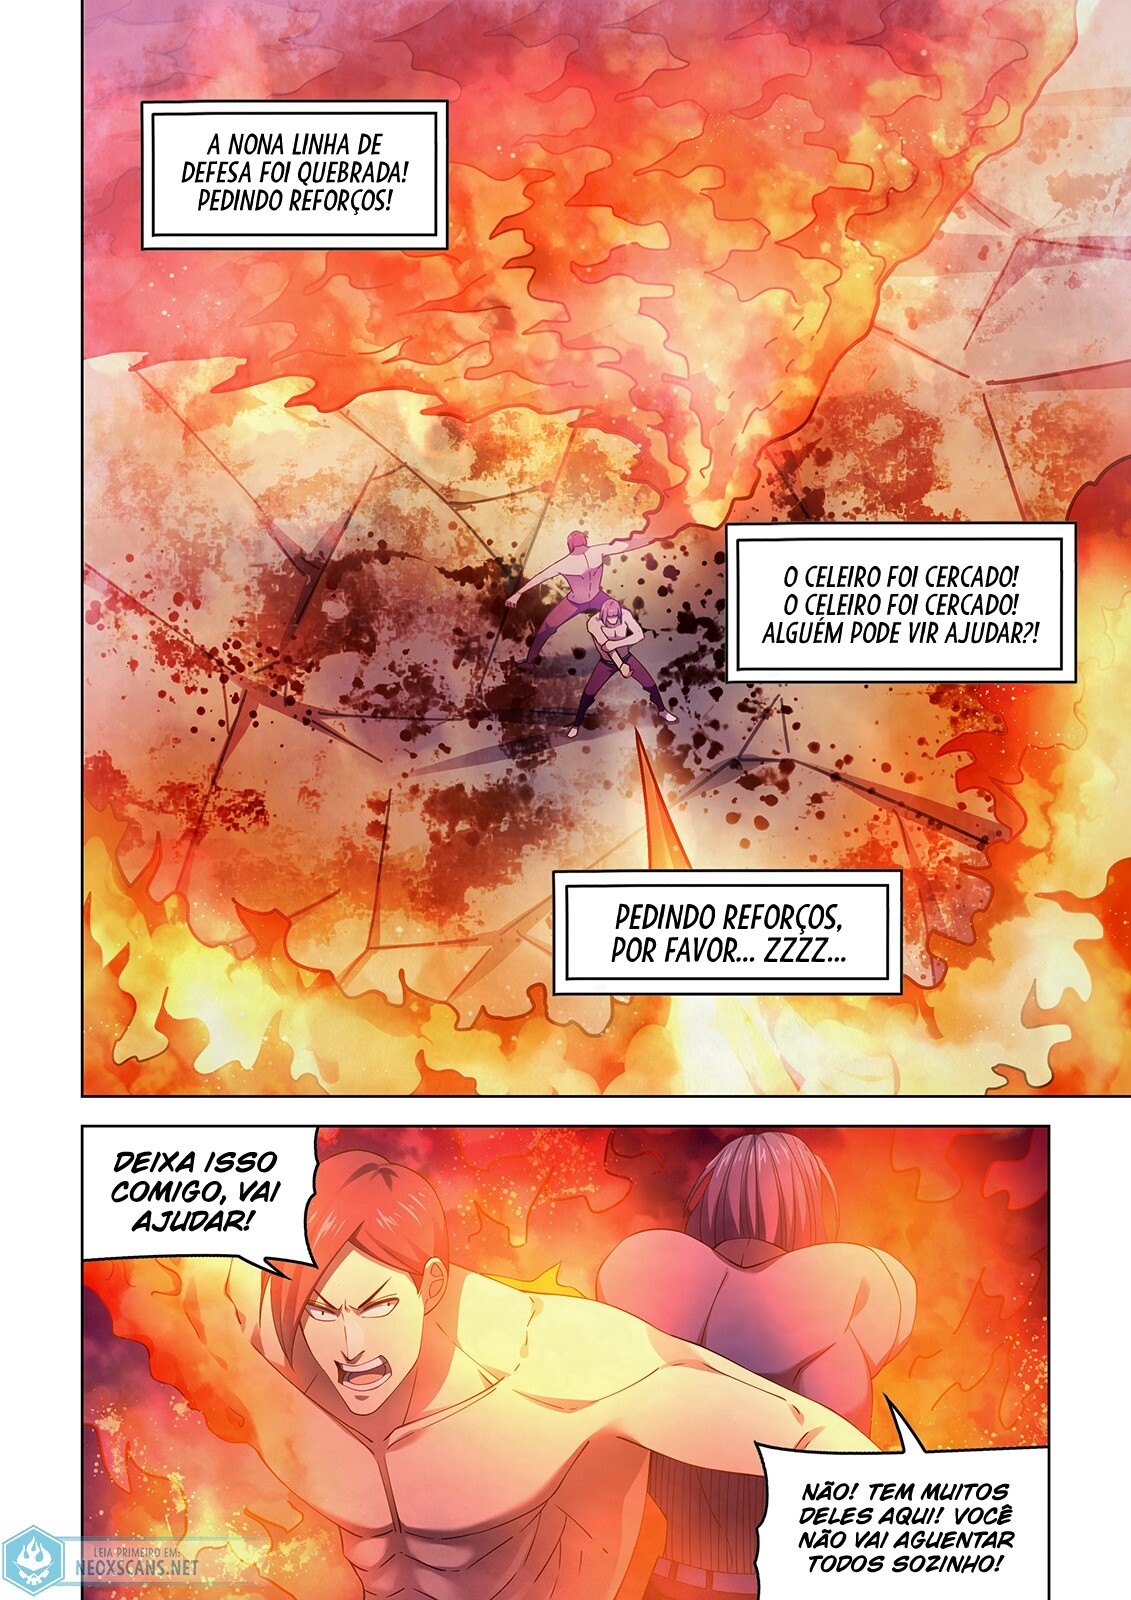 A NONA LINHA DE
DEFESA FOI QUEBRADA!
PEDINDO REFORÇOS!
O CELEIRO FOI CERCADO!
O CELEIRO FOI CERCADO!
ALGUÉM PODE VIR AJUDAR?!
PEDINDO REFORÇOS,
POR FAVOR... ZZZZ...
DEIXA ISSO
COMIGO, VAI
AJUDAR!
NÃO! TEM MUITOS
DELES AQUI! VOCÊ
NÃO VAI AGUENTAR
TODOS SOZINHO!
LEIA PRIMEIRO EM:
NEOXSCANS.NET